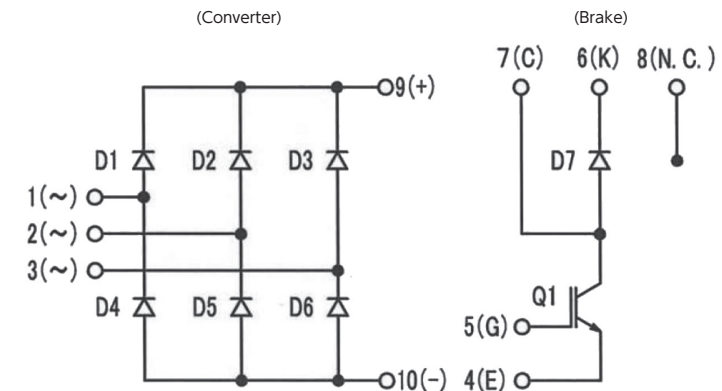 (Converter)
(Brake)
7(C) 6(K) 8(N.C.)
9(+)
D1 D2 D3 D7
1(~)
2(~)
3(~)
D4 D5 D6 Q1
5(G)
10(-) 4(E)